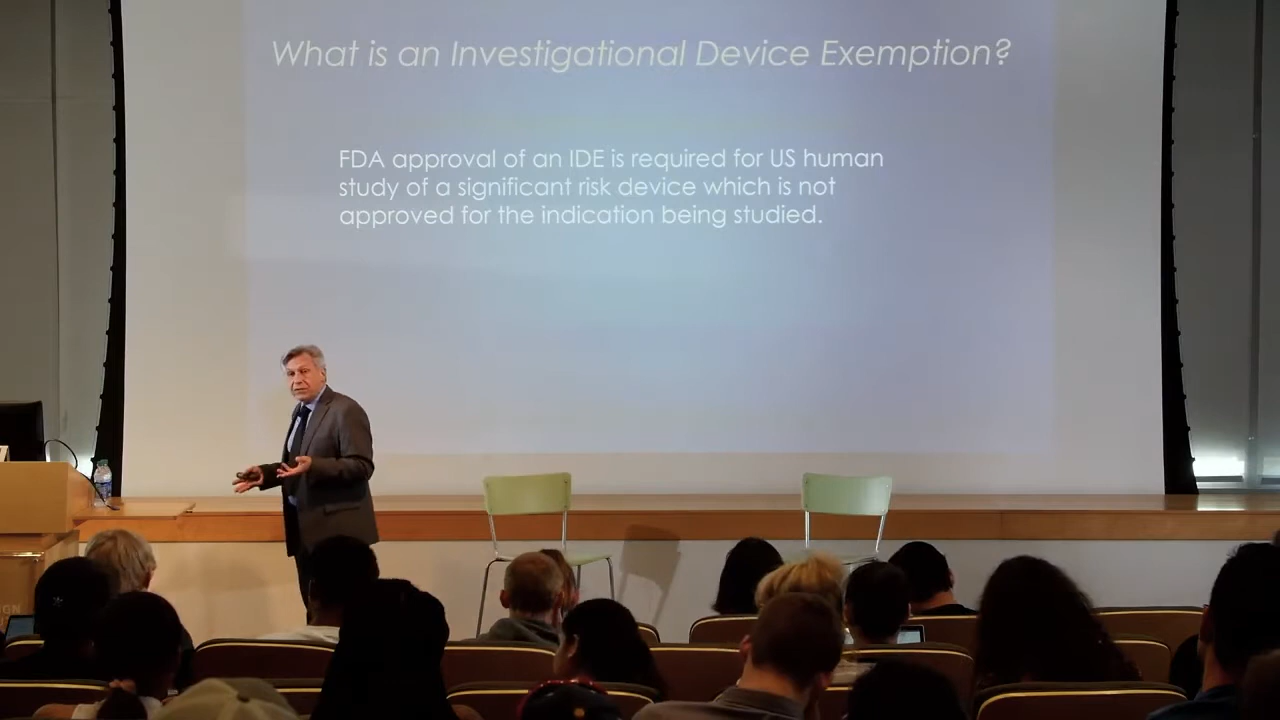 What is an Investigational Device Exemption?
FDA approval of an IDE is required for US human
study of a significant risk device which is not
approved for the indication being studied.